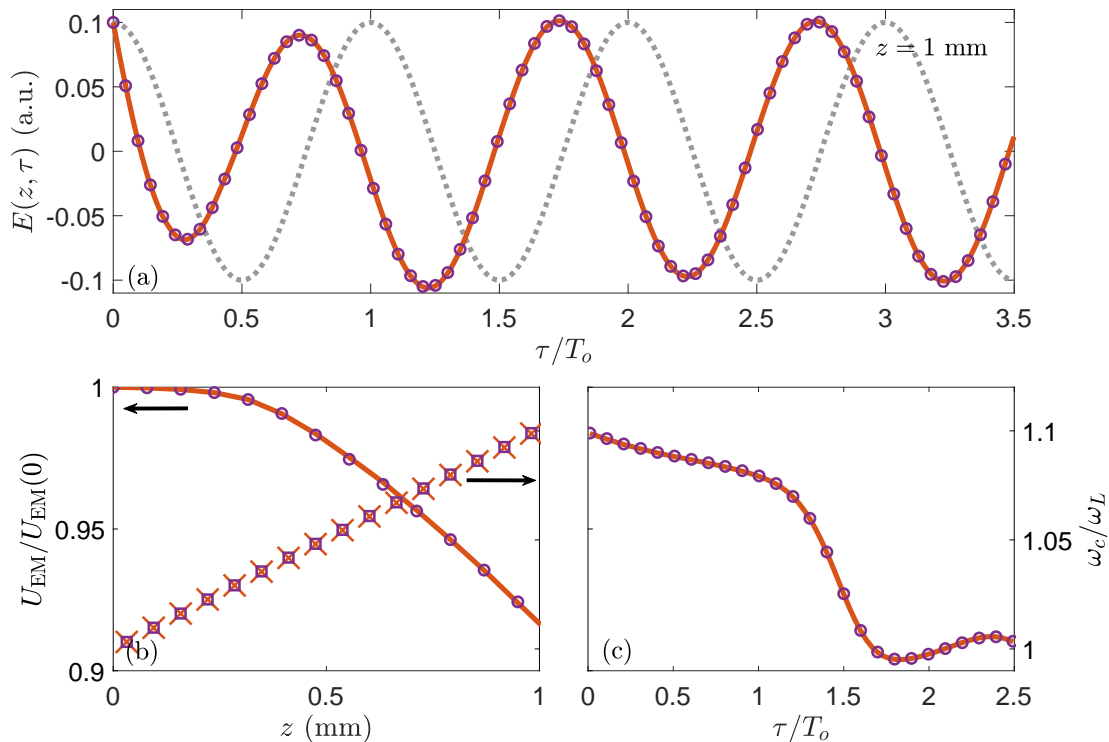 0.1
0.05
0
-0.05
-0.1
E(z, τ) (a.u.)
z = 1 mm
(a)
0 0.5 1 1.5 2 2.5 3 3.5
τ/Tₒ
1
0.95
0.9
U_EM/U_EM(0)
(b)
0 0.5 1
z (mm)
1.1
1.05
1
ω_c/ω_L
(c)
0 0.5 1 1.5 2 2.5
τ/Tₒ